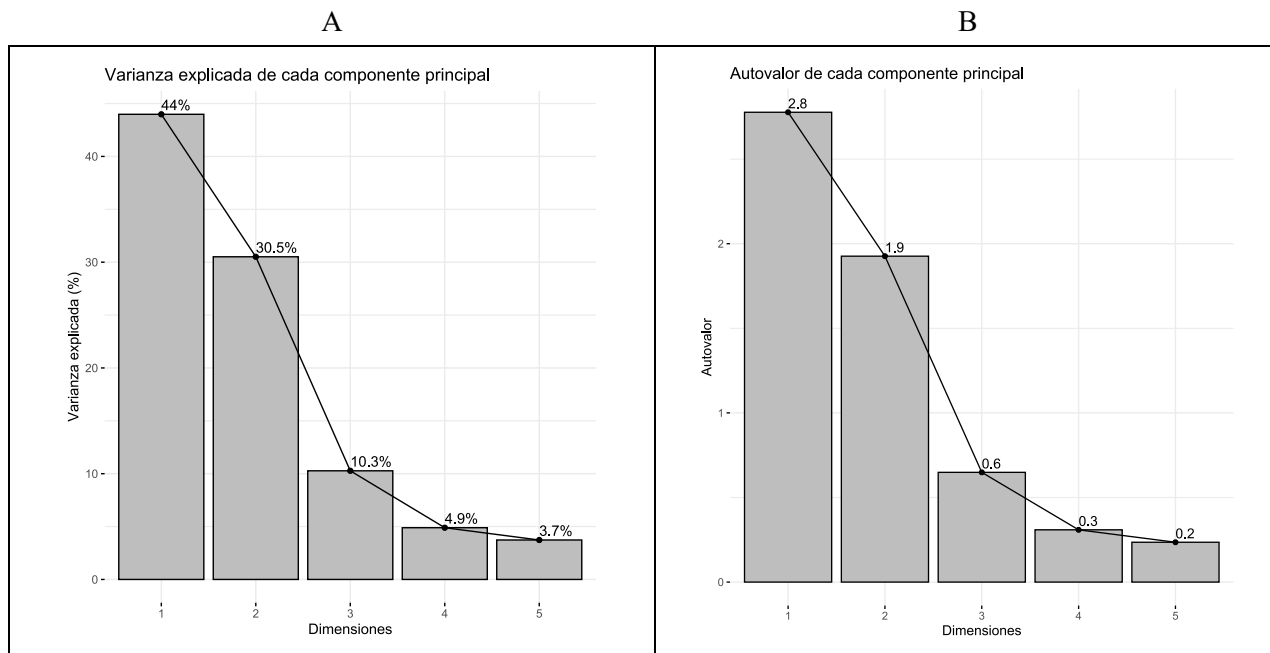 A
B
Varianza explicada de cada componente principal
44%
40
30.5%
30
20
10.3%
10
4.9%
3.7%
0
Varianza explicada (%)
1 2 3 4 5
Dimensiones
Autovalor de cada componente principal
2.8
2
1.9
1
0.6
0.3
0.2
0
Autovalor
1 2 3 4 5
Dimensiones